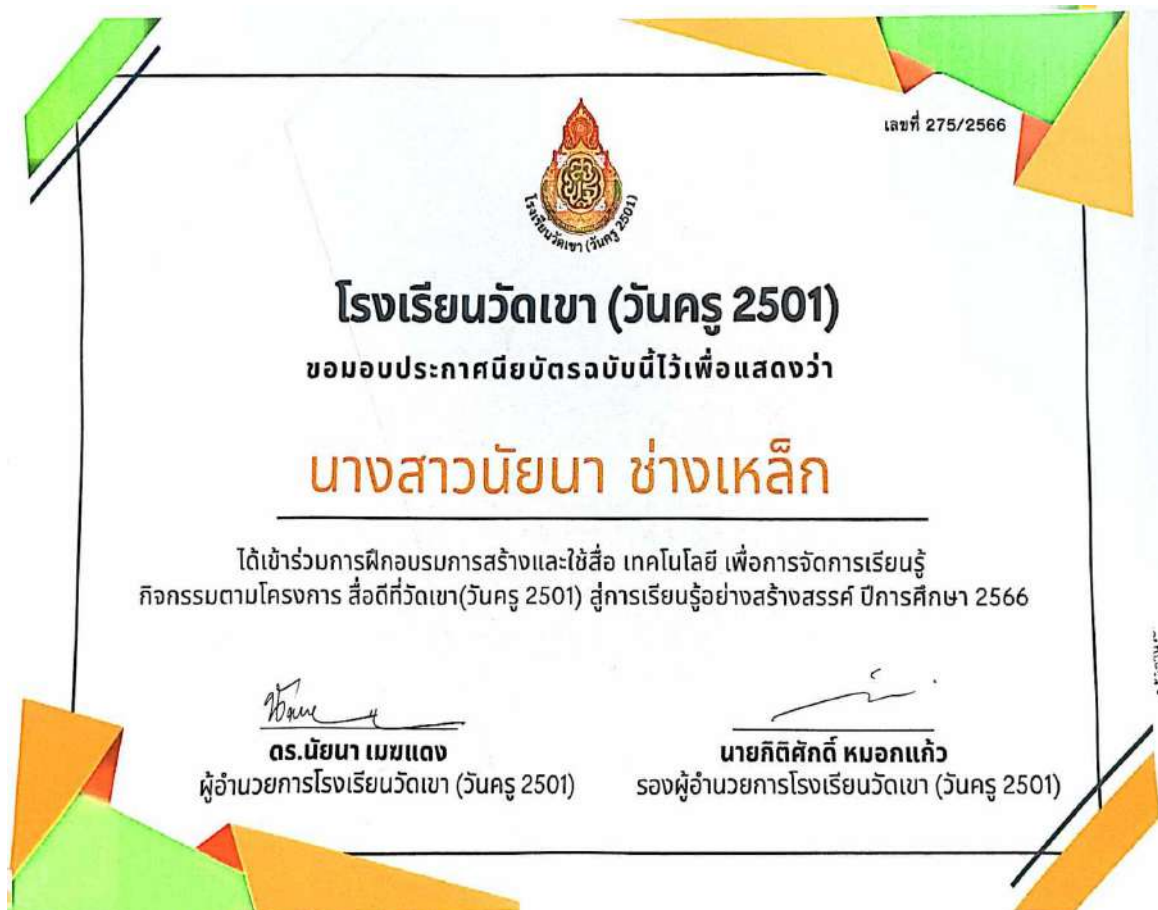 เลขที่ 275/2566
โรงเรียนวัดเขา (วันครู 2501)
โรงเรียนวัดเขา (วันครู 2501)
ขอมอบประกาศนียบัตรฉบับนี้ไว้เพื่อแสดงว่า
นางสาวนัยนา ช่างเหล็ก
ได้เข้าร่วมการฝึกอบรมการสร้างและใช้สื่อ เทคโนโลยี เพื่อการจัดการเรียนรู้
กิจกรรมตามโครงการ สื่อดีที่วัดเขา(วันครู 2501) สู่การเรียนรู้อย่างสร้างสรรค์ ปีการศึกษา 2566
ดร.นัยนา เมฆแดง
ผู้อำนวยการโรงเรียนวัดเขา (วันครู 2501)
นายกิติศักดิ์ หมอกแก้ว
รองผู้อำนวยการโรงเรียนวัดเขา (วันครู 2501)